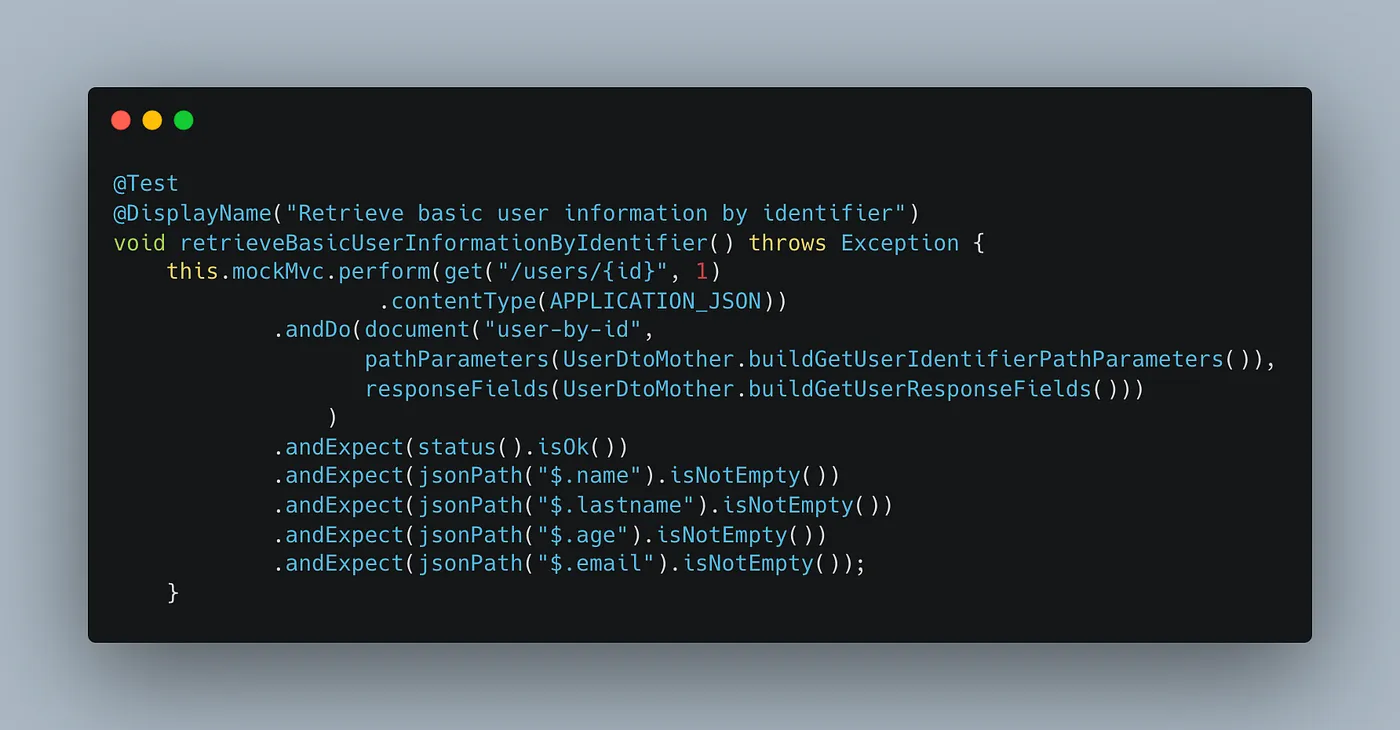 @Test
@DisplayName("Retrieve basic user information by identifier")
void retrieveBasicUserInformationByIdentifier() throws Exception {
    this.mockMvc.perform(get("/users/{id}", 1)
                    .contentType(APPLICATION_JSON))
            .andDo(document("user-by-id",
                   pathParameters(UserDtoMother.buildGetUserIdentifierPathParameters()),
                   responseFields(UserDtoMother.buildGetUserResponseFields()))
                )
            .andExpect(status().isOk())
            .andExpect(jsonPath("$.name").isNotEmpty())
            .andExpect(jsonPath("$.lastname").isNotEmpty())
            .andExpect(jsonPath("$.age").isNotEmpty())
            .andExpect(jsonPath("$.email").isNotEmpty());
    }